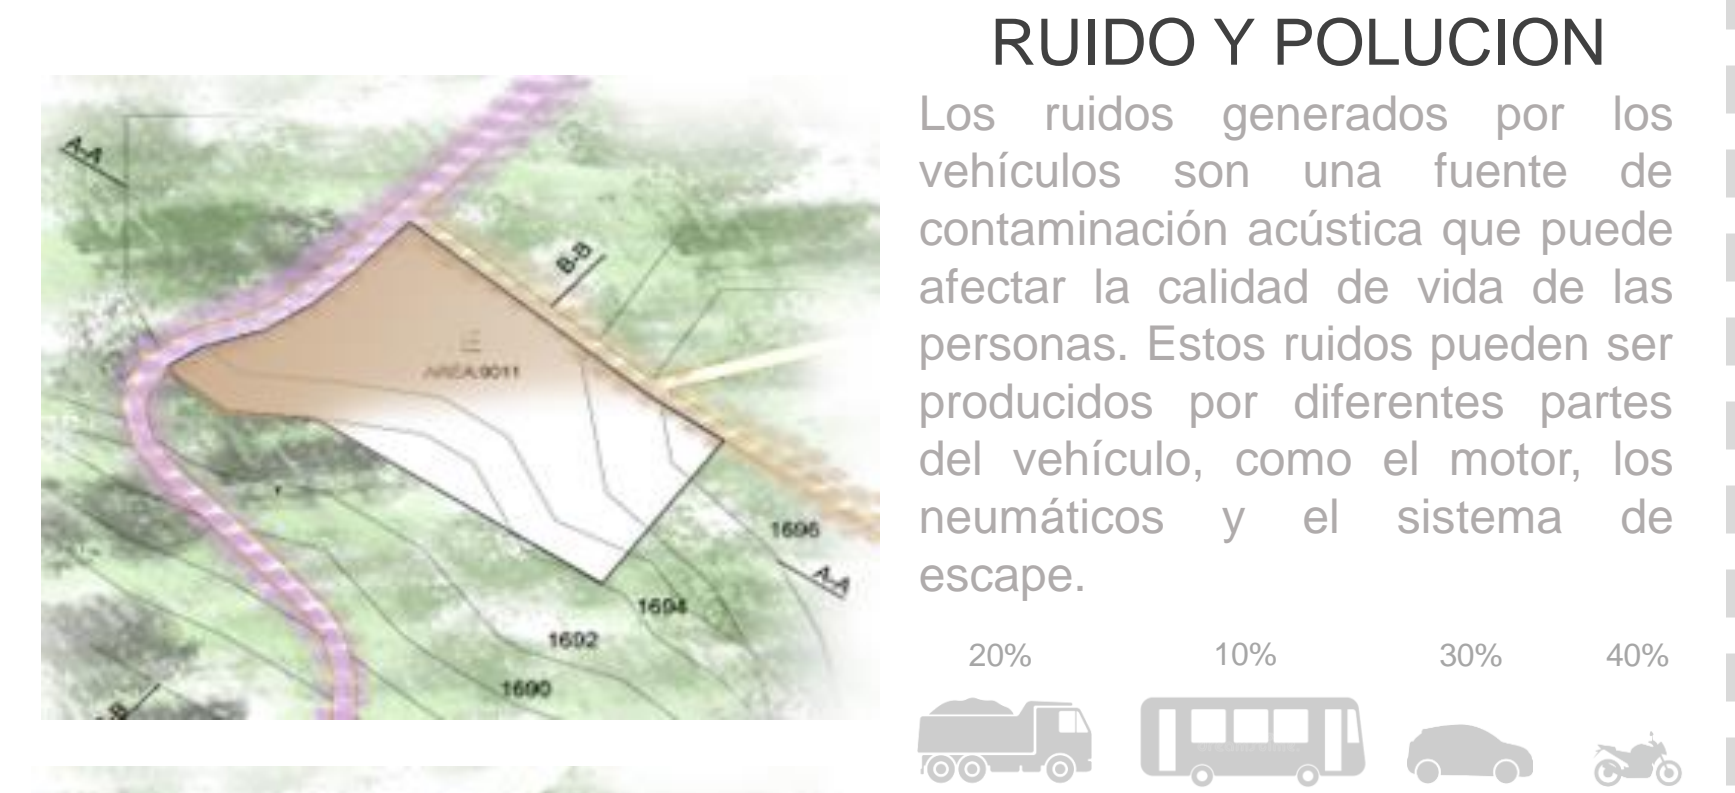 RUIDO Y POLUCION
Los ruidos generados por los
vehículos son una fuente de
contaminación acústica que puede
afectar la calidad de vida de las
personas. Estos ruidos pueden ser
producidos por diferentes partes
del vehículo, como el motor, los
neumáticos y el sistema de
escape.
20% 10% 30% 40%
A-A
B-B
AREA:9011
1696
A-A
1694
1692
1690